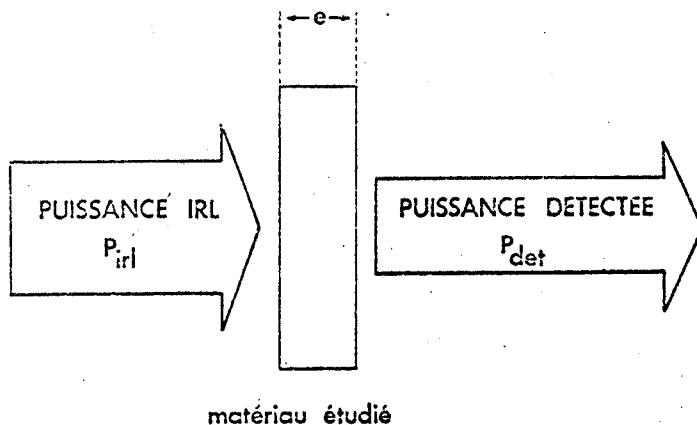 e
PUISSANCE IRL
P_irl
PUISSANCE DETECTEE
P_det
matériau étudié